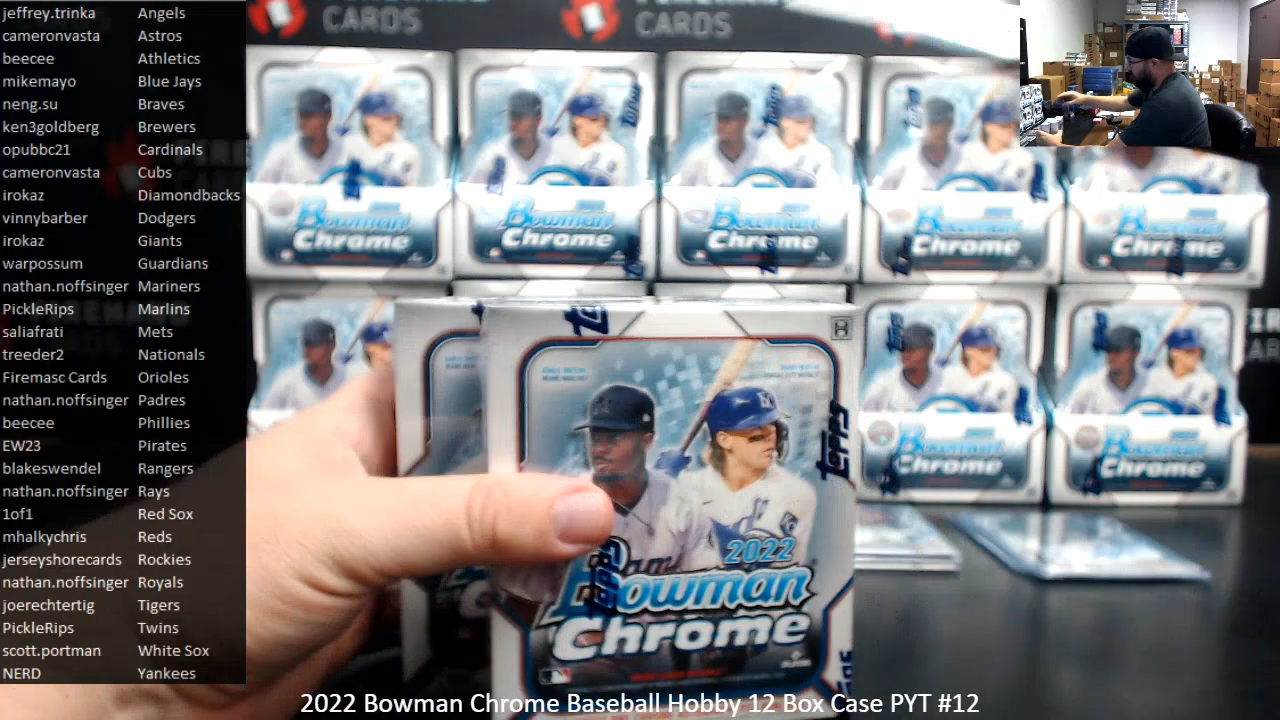 jeffrey.trinka Angels
cameronvasta Astros
beecee Athletics
mikemayo Blue Jays
neng.su Braves
ken3goldberg Brewers
opubbc21 Cardinals
cameronvasta Cubs
irokaz Diamondbacks
vinnybarber Dodgers
irokaz Giants
warpossum Guardians
nathan.noffsinger Mariners
PickleRips Marlins
saliafrati Mets
treeder2 Nationals
Firemasc Cards Orioles
nathan.noffsinger Padres
beecee Phillies
EW23 Pirates
blakeswendel Rangers
nathan.noffsinger Rays
1of1 Red Sox
mhalkychris Reds
jerseyshorecards Rockies
nathan.noffsinger Royals
joerechtertig Tigers
PickleRips Twins
scott.portman White Sox
NERD Yankees
CARDS
CARDS
Bowman
Chrome
Bowman
Chrome
Bowman
Chrome
Bowman
Chrome
Bowman
Chrome
Bowman
Chrome
Bowman
Chrome
TOPPS
TOPPS
2022
Bowman
Chrome
2022 Bowman Chrome Baseball Hobby 12 Box Case PYT #12